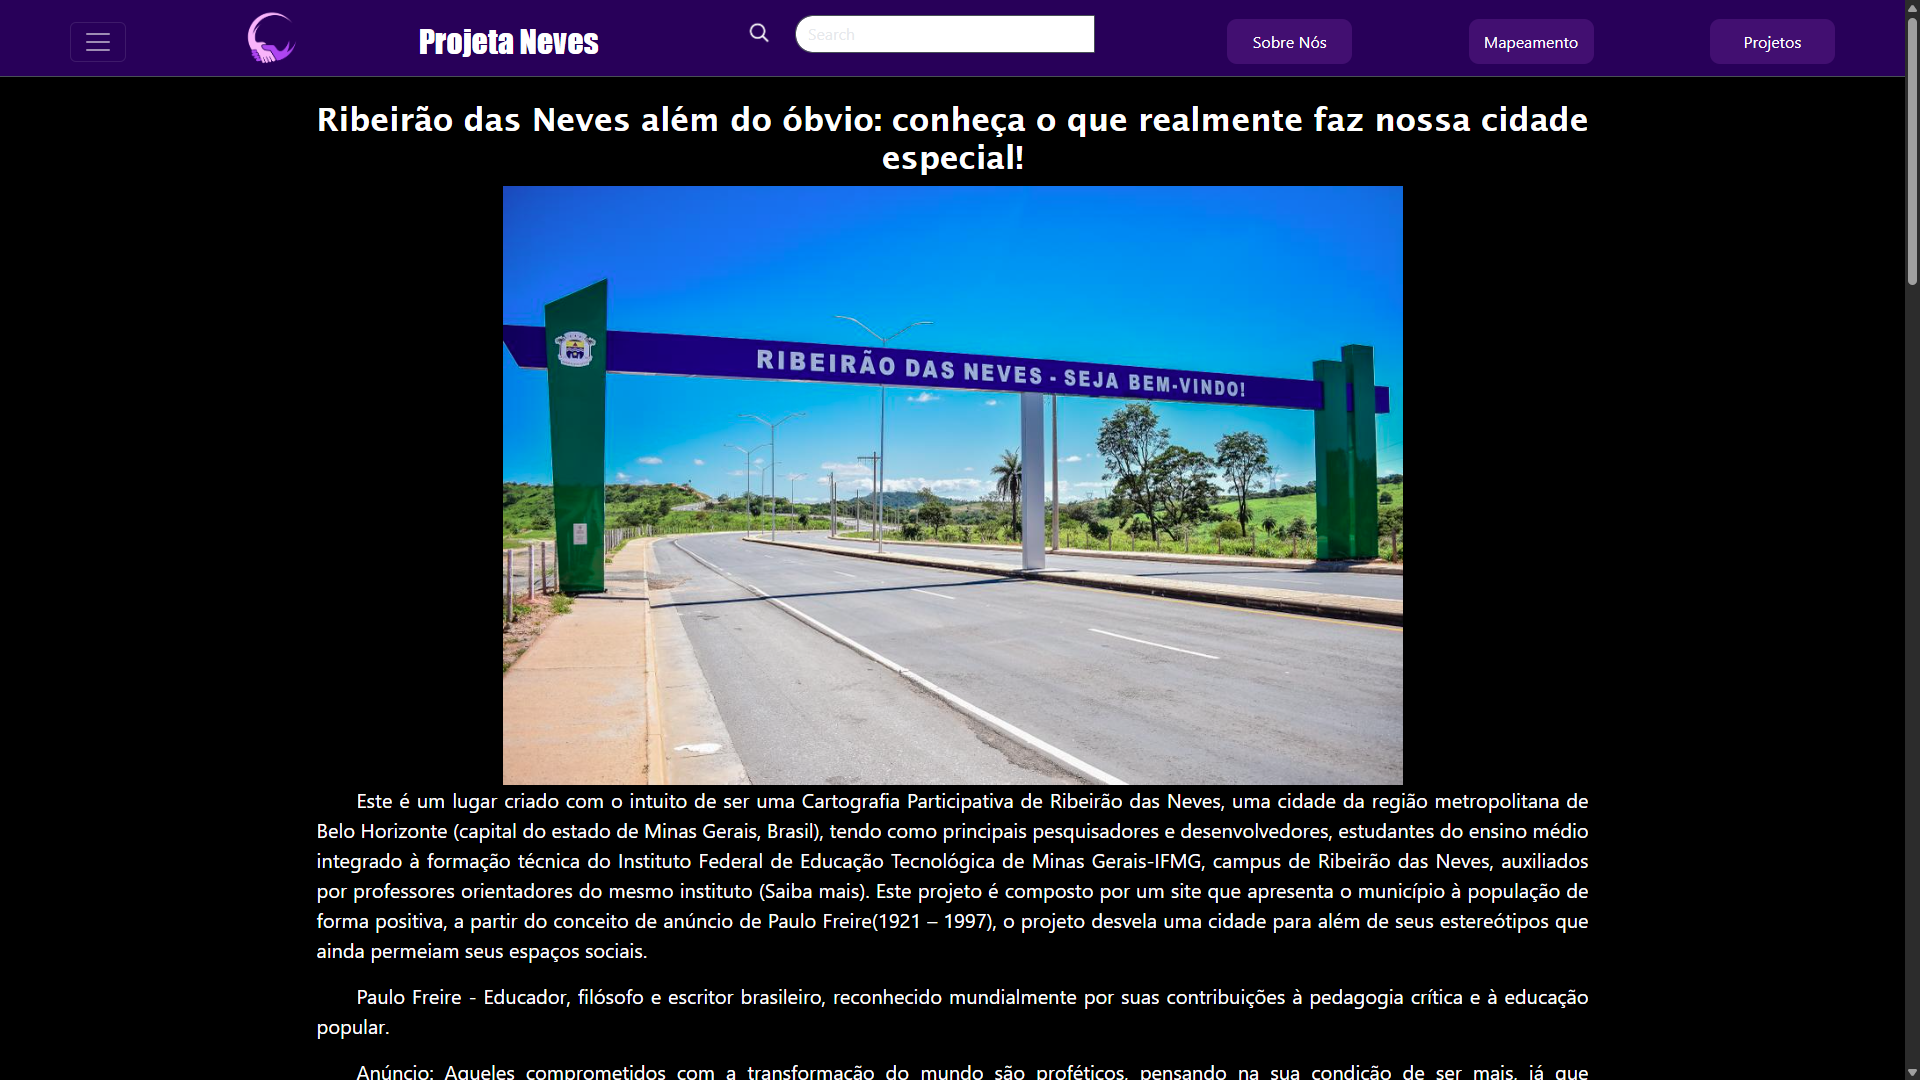 Projeta Neves
Search
Sobre Nós
Mapeamento
Projetos
Ribeirão das Neves além do óbvio: conheça o que realmente faz nossa cidade
especial!
RIBEIRÃO DAS NEVES - SEJA BEM-VINDO!
Este é um lugar criado com o intuito de ser uma Cartografia Participativa de Ribeirão das Neves, uma cidade da região metropolitana de
Belo Horizonte (capital do estado de Minas Gerais, Brasil), tendo como principais pesquisadores e desenvolvedores, estudantes do ensino médio
integrado à formação técnica do Instituto Federal de Educação Tecnológica de Minas Gerais-IFMG, campus de Ribeirão das Neves, auxiliados
por professores orientadores do mesmo instituto (Saiba mais). Este projeto é composto por um site que apresenta o município à população de
forma positiva, a partir do conceito de anúncio de Paulo Freire(1921 – 1997), o projeto desvela uma cidade para além de seus estereótipos que
ainda permeiam seus espaços sociais.
Paulo Freire - Educador, filósofo e escritor brasileiro, reconhecido mundialmente por suas contribuições à pedagogia crítica e à educação
popular.
Anúncio: Aqueles comprometidos com a transformação do mundo são proféticos, pensando na sua condição de ser mais, já que